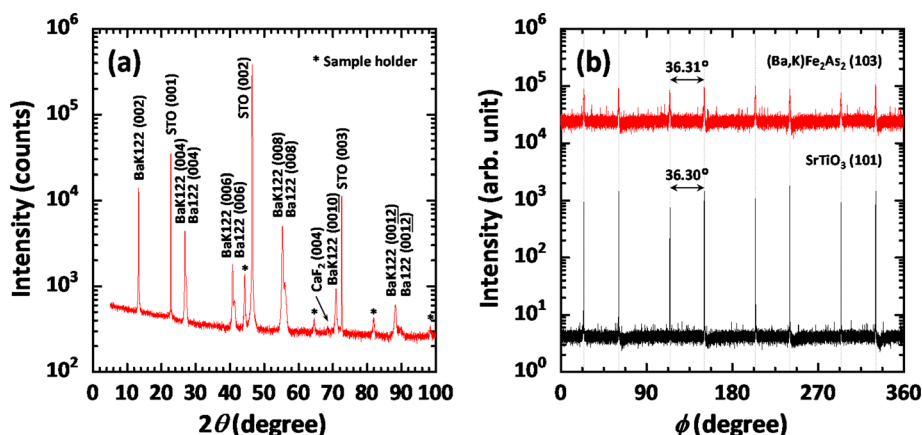 (a)
* Sample holder
Intensity (counts)
10⁶
10⁵
10⁴
10³
10²
BaK122 (002)
STO (001)
BaK122 (004)
Ba122 (004)
BaK122 (006)
Ba122 (006)
*
STO (002)
BaK122 (008)
Ba122 (008)
*
CaF₂ (004)
BaK122 (0010)
STO (003)
*
BaK122 (0012)
Ba122 (0012)
*
0 10 20 30 40 50 60 70 80 90 100
2θ (degree)
(b)
36.31°
(Ba,K)Fe₂As₂ (103)
36.30°
SrTiO₃ (101)
Intensity (arb. unit)
10⁶
10⁵
10⁴
10³
10²
10¹
10⁰
0 90 180 270 360
ϕ (degree)